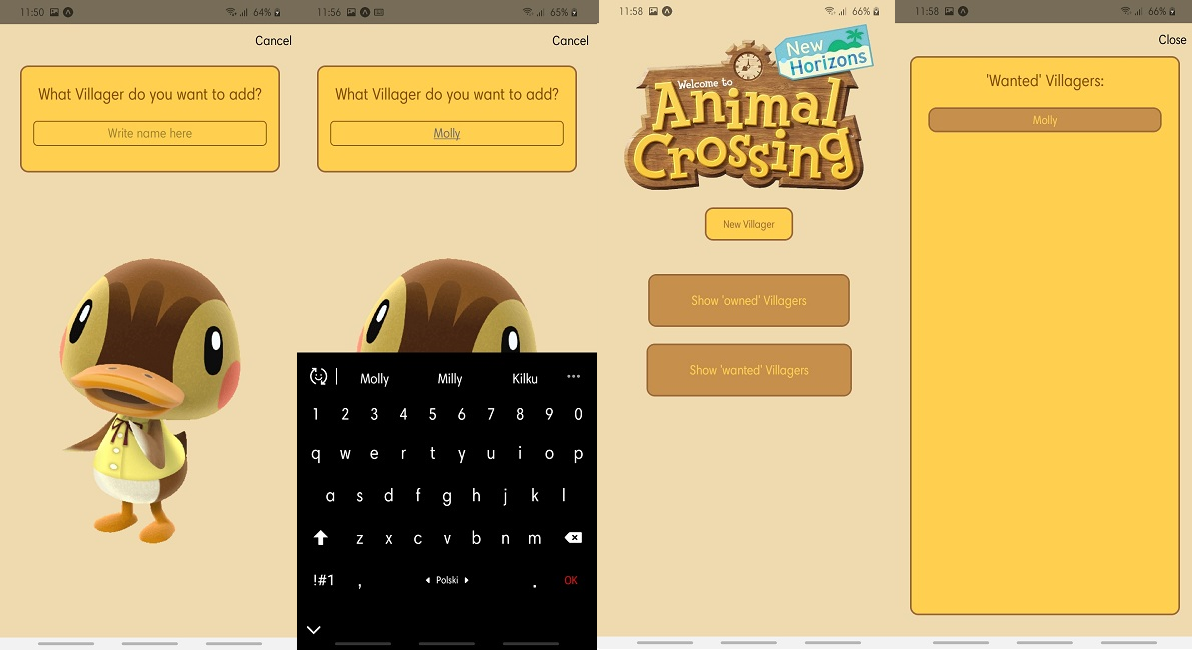 11:50
64%
Cancel
What Villager do you want to add?
Write name here
11:56
65%
Cancel
What Villager do you want to add?
Molly
Molly Milly Kilku
1 2 3 4 5 6 7 8 9 0
q w e r t y u i o p
a s d f g h j k l
z x c v b n m
!#1 , Polski . OK
11:58
66%
New
Horizons
Welcome to
Animal
Crossing
New Villager
Show 'owned' Villagers
Show 'wanted' Villagers
11:58
66%
Close
'Wanted' Villagers:
Molly